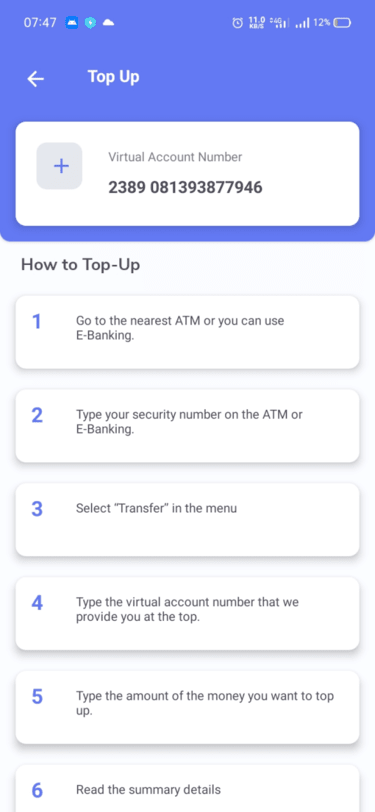 07:47 11.0 KB/S 4G 12%
Top Up
Virtual Account Number
2389 081393877946
How to Top-Up
1 Go to the nearest ATM or you can use
E-Banking.
2 Type your security number on the ATM or
E-Banking.
3 Select “Transfer” in the menu
4 Type the virtual account number that we
provide you at the top.
5 Type the amount of the money you want to top
up.
6 Read the summary details